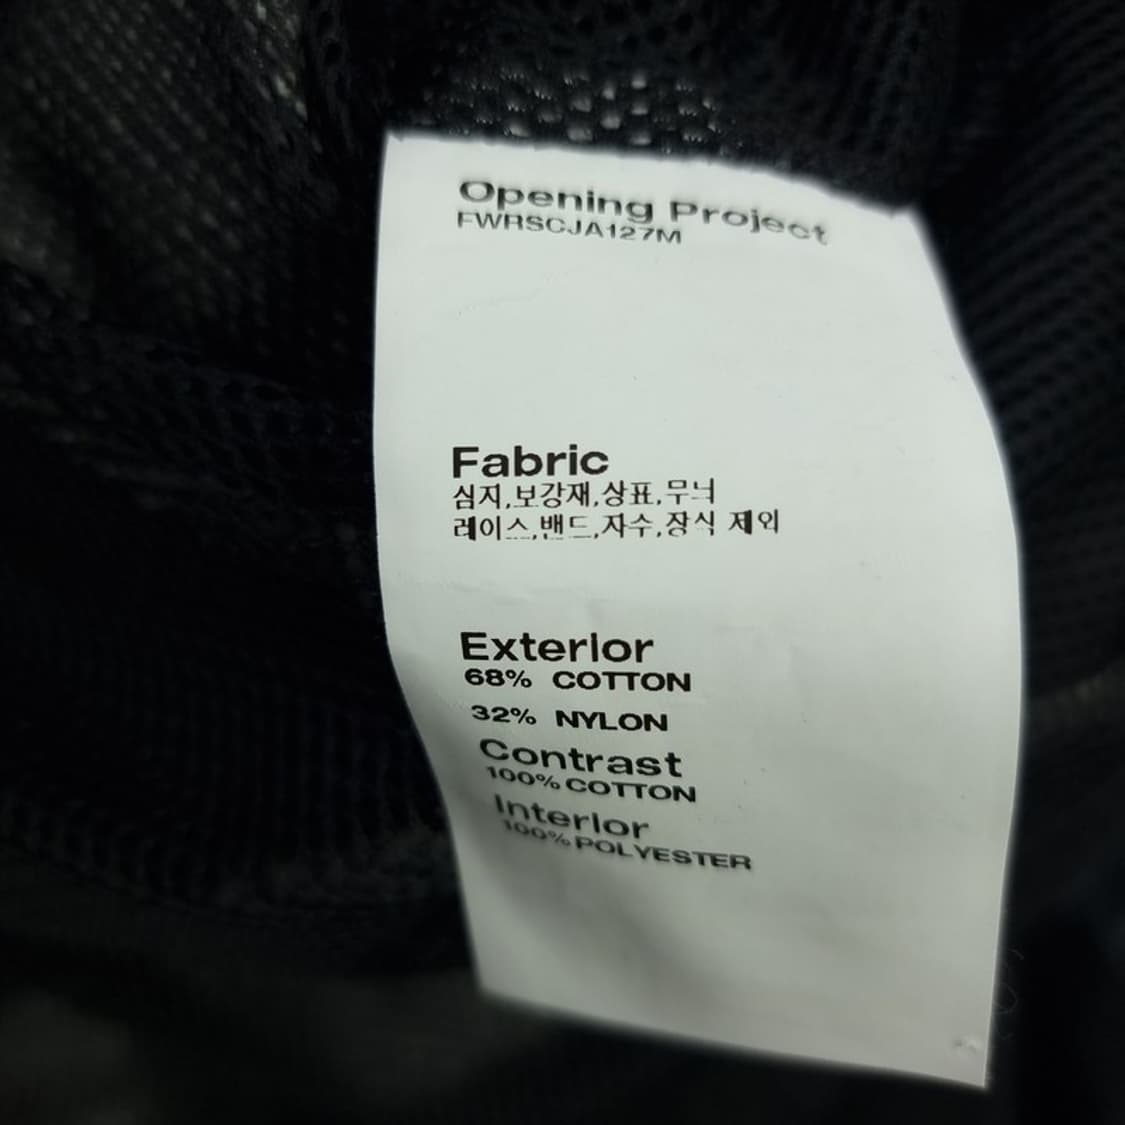 Opening Project
FWRSCJA127M
Fabric
심지,보강재,상표,무늬
레이스,밴드,자수,장식 제외
Exterior
68% COTTON
32% NYLON
Contrast
100% COTTON
Interior
100% POLYESTER